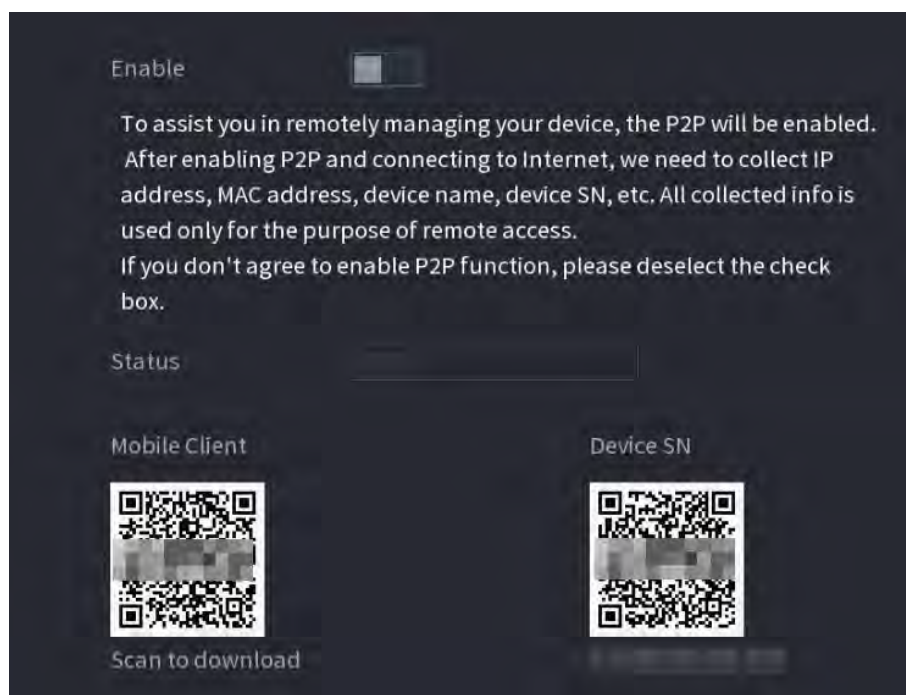 Enable
To assist you in remotely managing your device, the P2P will be enabled.
After enabling P2P and connecting to Internet, we need to collect IP
address, MAC address, device name, device SN, etc. All collected info is
used only for the purpose of remote access.
If you don't agree to enable P2P function, please deselect the check
box.
Status
Mobile Client
Device SN
Scan to download